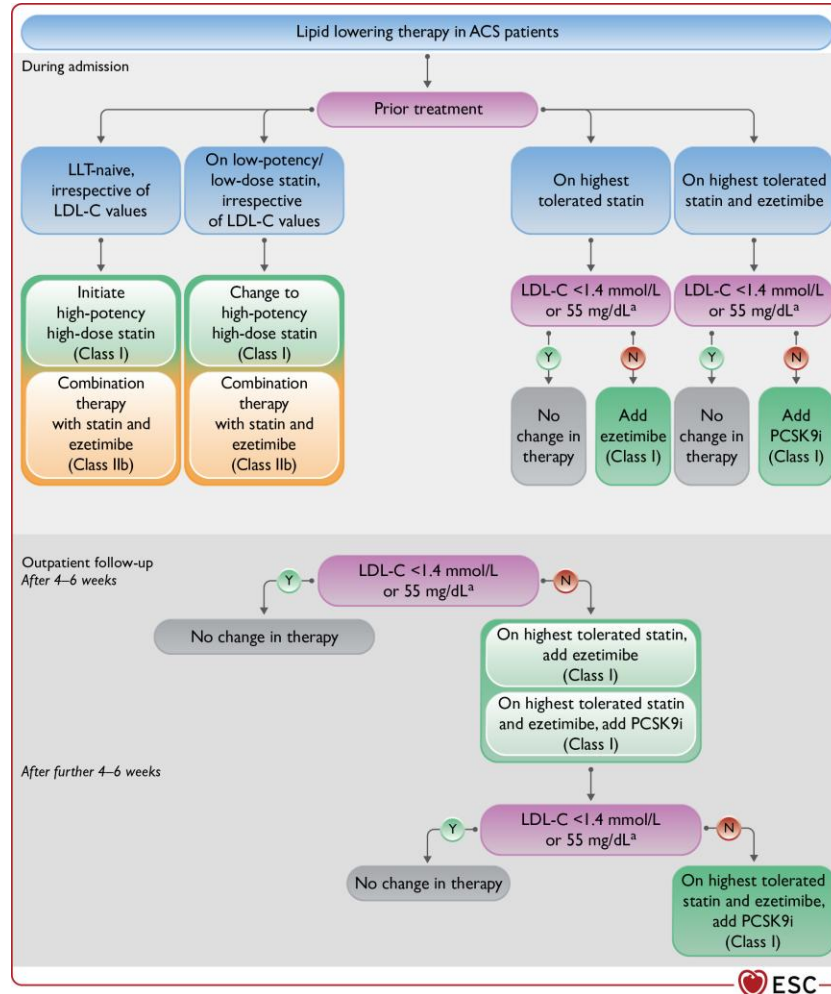 Lipid lowering therapy in ACS patients
During admission
Prior treatment
LLT-naive,
irrespective of
LDL-C values
On low-potency/
low-dose statin,
irrespective
of LDL-C values
On highest
tolerated statin
On highest tolerated
statin and ezetimibe
Initiate
high-potency
high-dose statin
(Class I)
Combination
therapy
with statin and
ezetimibe
(Class IIb)
Change to
high-potency
high-dose statin
(Class I)
Combination
therapy
with statin and
ezetimibe
(Class IIb)
LDL-C <1.4 mmol/L
or 55 mg/dLᵃ
Y
N
No
change in
therapy
Add
ezetimibe
(Class I)
LDL-C <1.4 mmol/L
or 55 mg/dLᵃ
Y
N
No
change in
therapy
Add
PCSK9i
(Class I)
Outpatient follow-up
After 4–6 weeks
LDL-C <1.4 mmol/L
or 55 mg/dLᵃ
Y
N
No change in therapy
On highest tolerated statin,
add ezetimibe
(Class I)
On highest tolerated statin
and ezetimibe, add PCSK9i
(Class I)
After further 4–6 weeks
LDL-C <1.4 mmol/L
or 55 mg/dLᵃ
Y
N
No change in therapy
On highest tolerated
statin and ezetimibe,
add PCSK9i
(Class I)
ESC